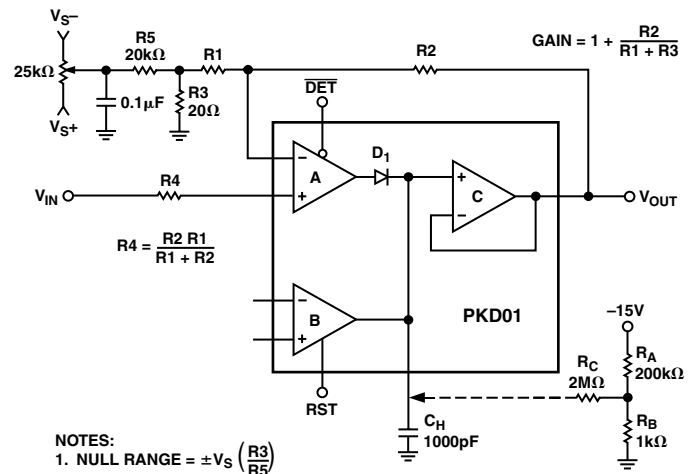 VS–
R5
20kΩ
R1
R2
GAIN = 1 + R2 / R1 + R3
25kΩ
0.1μF
R3
20Ω
DET
VS+
A
–
+
D1
C
+
–
VIN
R4
VOUT
R4 = R2 R1 / R1 + R2
B
–
+
PKD01
–15V
RA
200kΩ
RC
2MΩ
RST
CH
1000pF
RB
1kΩ
NOTES:
1. NULL RANGE = ±VS (R3 / R5)